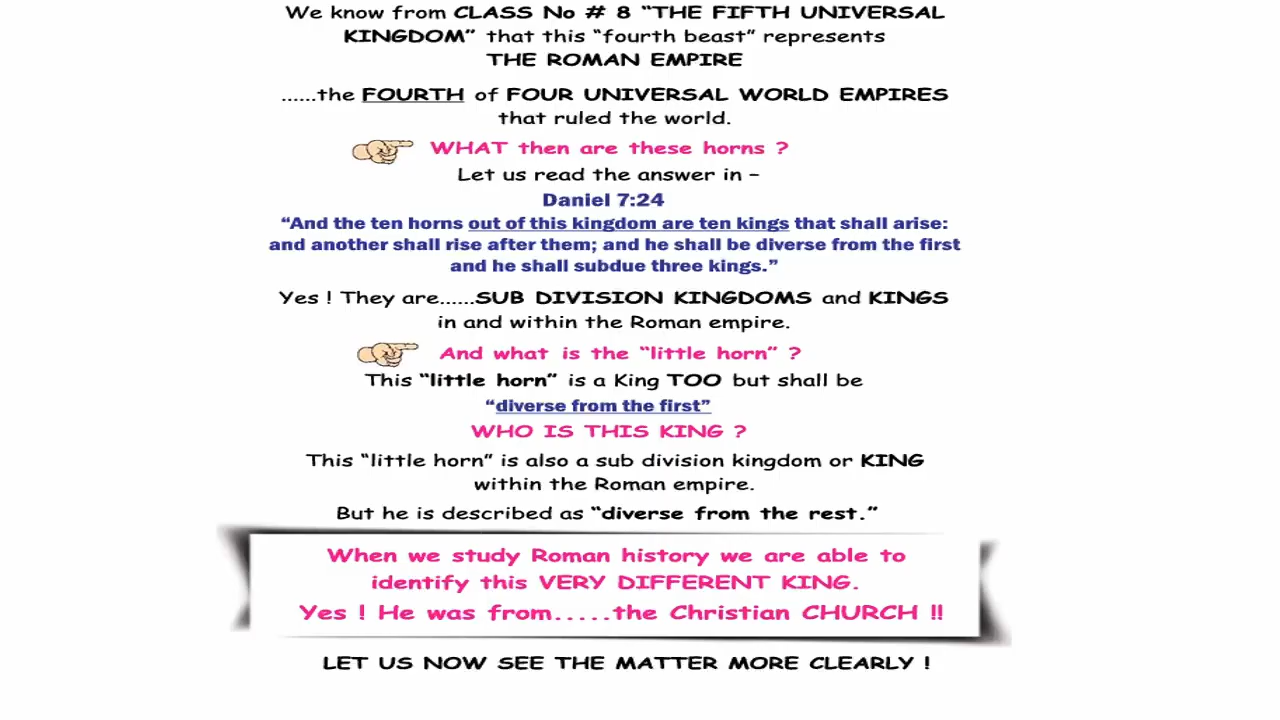 We know from CLASS No # 8 “THE FIFTH UNIVERSAL
KINGDOM” that this “fourth beast” represents
THE ROMAN EMPIRE
......the FOURTH of FOUR UNIVERSAL WORLD EMPIRES
that ruled the world.
WHAT then are these horns ?
Let us read the answer in –
Daniel 7:24
“And the ten horns out of this kingdom are ten kings that shall arise:
and another shall rise after them; and he shall be diverse from the first
and he shall subdue three kings.”
Yes ! They are......SUB DIVISION KINGDOMS and KINGS
in and within the Roman empire.
And what is the “little horn” ?
This “little horn” is a King TOO but shall be
“diverse from the first”
WHO IS THIS KING ?
This “little horn” is also a sub division kingdom or KING
within the Roman empire.
But he is described as “diverse from the rest.”
When we study Roman history we are able to
identify this VERY DIFFERENT KING.
Yes ! He was from.....the Christian CHURCH !!
LET US NOW SEE THE MATTER MORE CLEARLY !